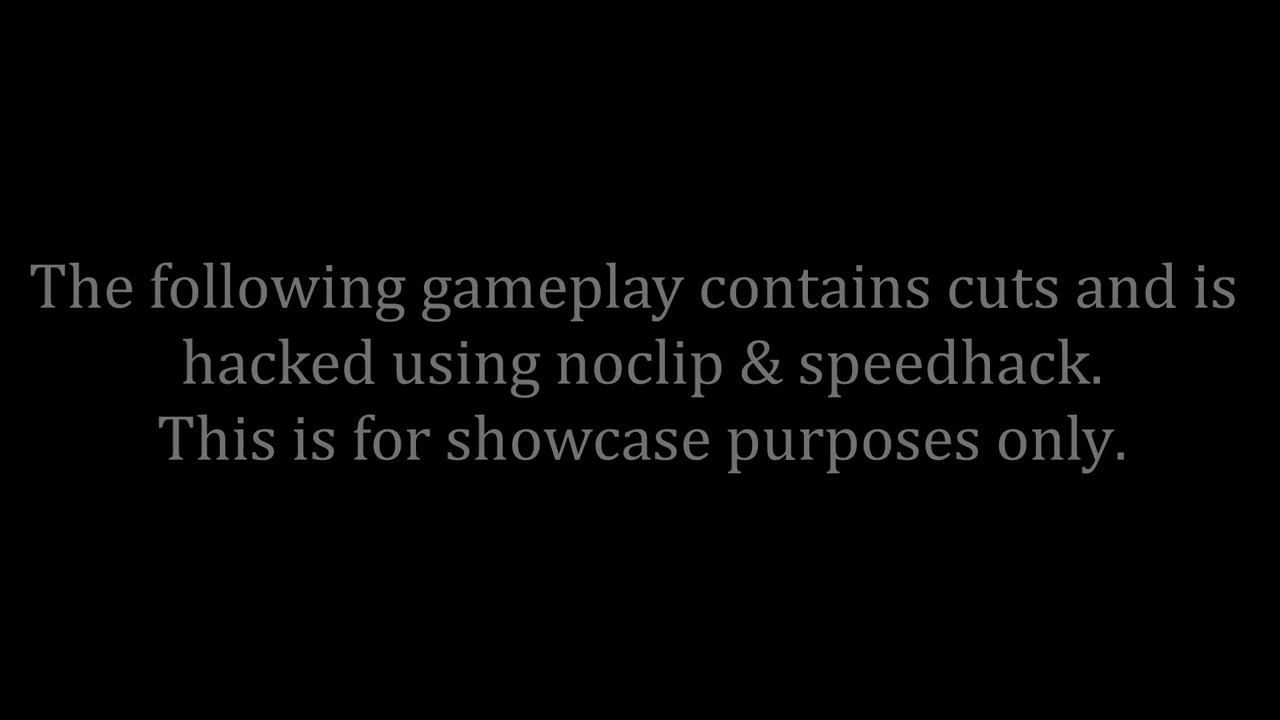 The following gameplay contains cuts and is
hacked using noclip & speedhack.
This is for showcase purposes only.